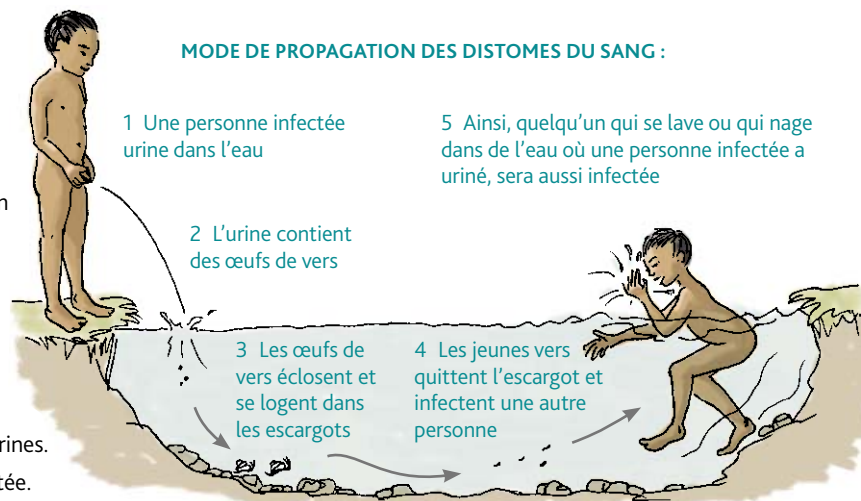 MODE DE PROPAGATION DES DISTOMES DU SANG :
1 Une personne infectée
urine dans l'eau
2 L'urine contient
des œufs de vers
3 Les œufs de
vers éclosent et
se logent dans
les escargots
4 Les jeunes vers
quittent l'escargot et
infectent une autre
personne
5 Ainsi, quelqu'un qui se lave ou qui nage
dans de l'eau où une personne infectée a
uriné, sera aussi infectée